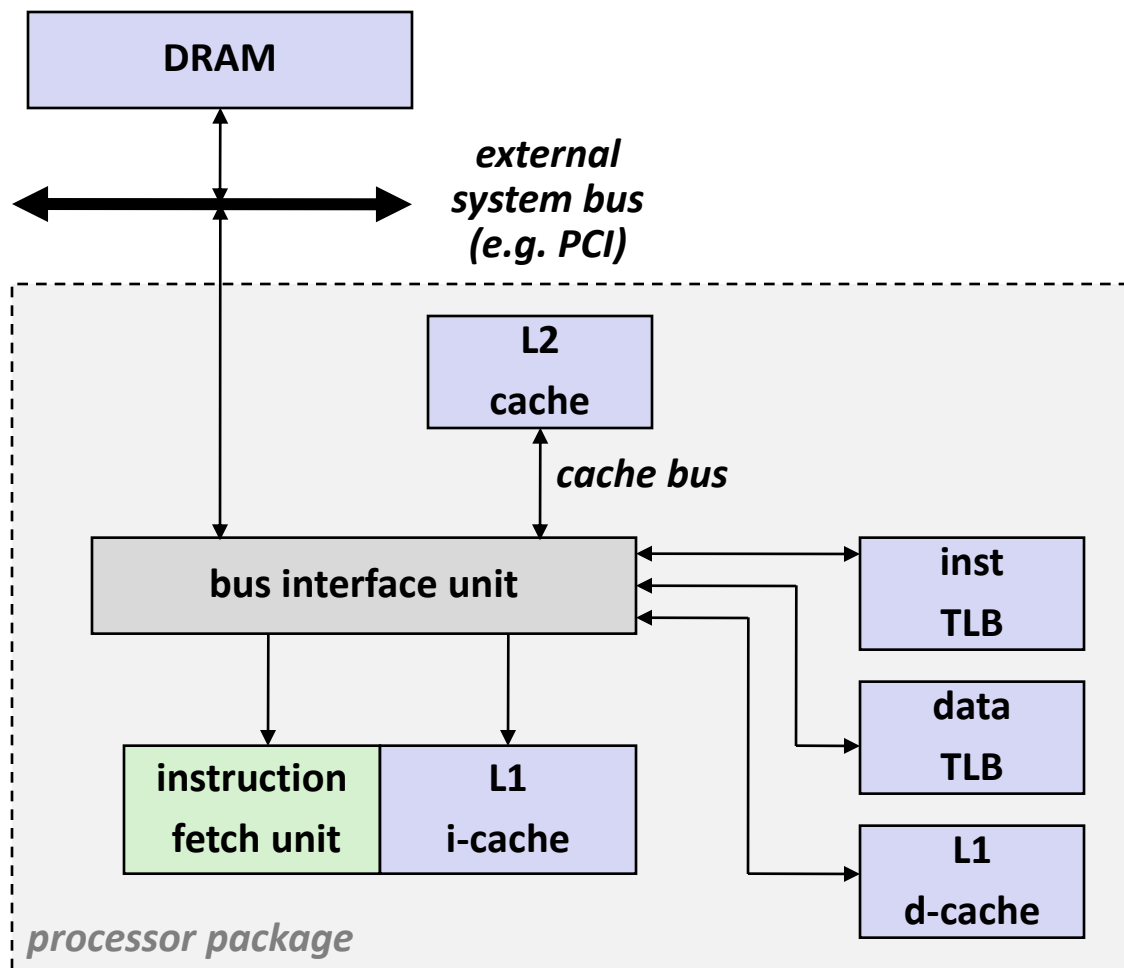 DRAM
external
system bus
(e.g. PCI)
L2
cache
cache bus
bus interface unit
inst
TLB
data
TLB
instruction
fetch unit
L1
i-cache
L1
d-cache
processor package